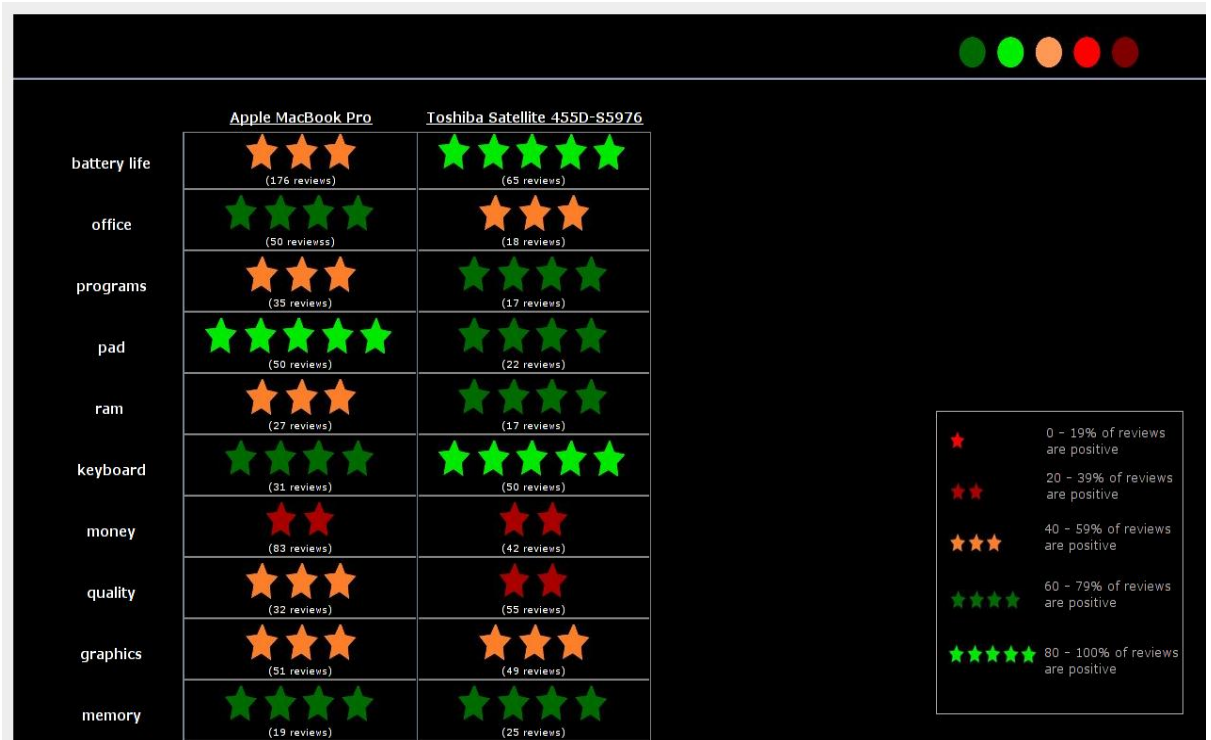 Apple MacBook Pro Toshiba Satellite 455D-S5976
battery life
(176 reviews) (65 reviews)
office
(50 reviewss) (18 reviews)
programs
(35 reviews) (17 reviews)
pad
(50 reviews) (22 reviews)
ram
(27 reviews) (17 reviews)
keyboard
(31 reviews) (50 reviews)
money
(83 reviews) (42 reviews)
quality
(32 reviews) (55 reviews)
graphics
(51 reviews) (49 reviews)
memory
(19 reviews) (25 reviews)
0 - 19% of reviews
are positive
20 - 39% of reviews
are positive
40 - 59% of reviews
are positive
60 - 79% of reviews
are positive
80 - 100% of reviews
are positive